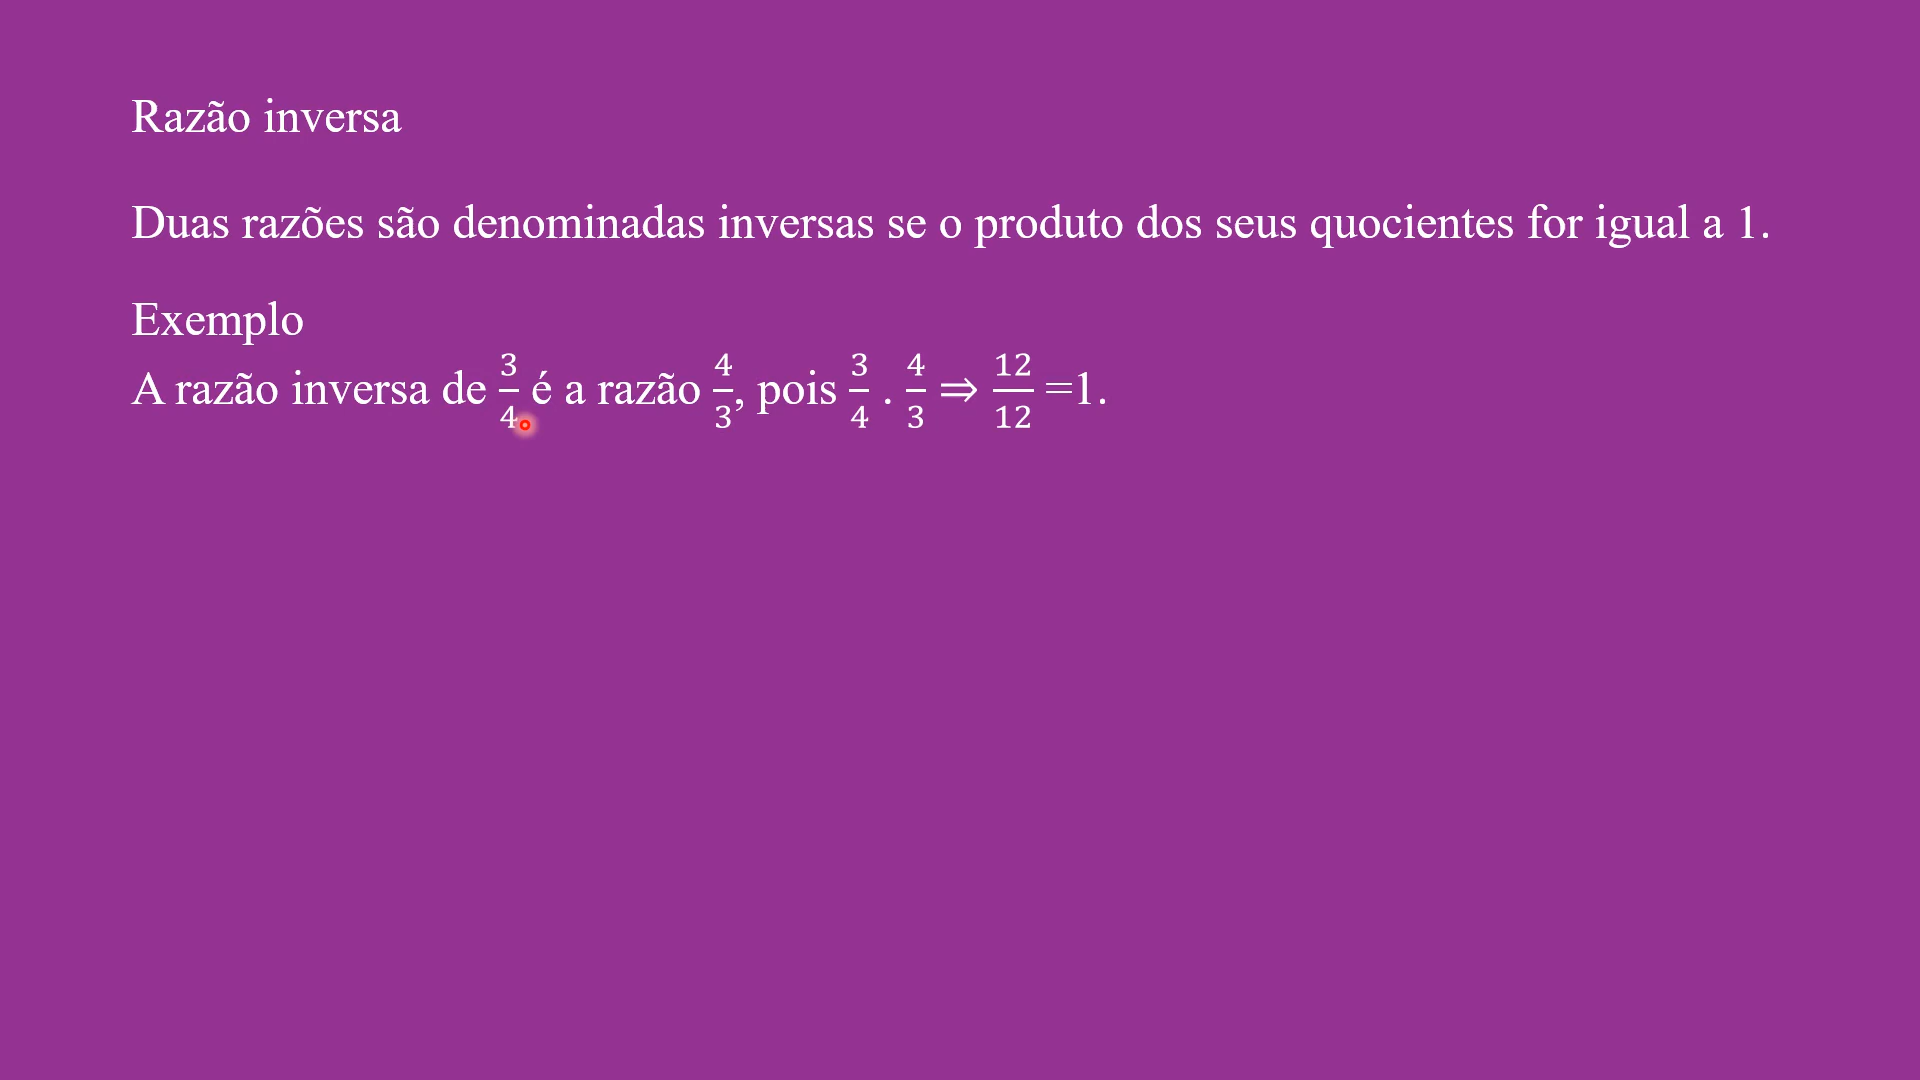 Razão inversa
Duas razões são denominadas inversas se o produto dos seus quocientes for igual a 1.
Exemplo
A razão inversa de 3/4 é a razão 4/3, pois 3/4 . 4/3 ⇒ 12/12 =1.